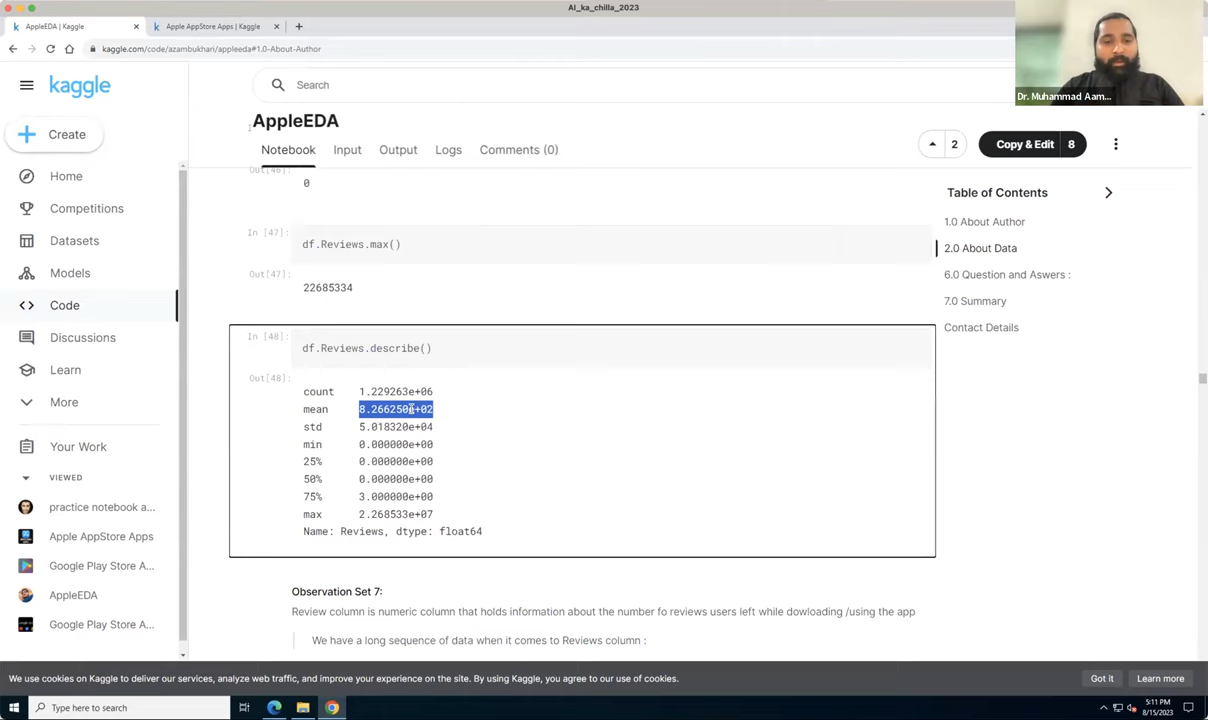 AI_ka_chilla_2023
AppleEDA | Kaggle
Apple AppStore Apps | Kaggle
kaggle.com/code/azambukhari/appleeda#1.0-About-Author
Dr. Muhammad Aam...
kaggle
Search
Create
AppleEDA
Notebook
Input
Output
Logs
Comments (0)
2
Copy & Edit
8
Home
Competitions
Datasets
Models
Code
Discussions
Learn
More
Your Work
VIEWED
practice notebook a...
Apple AppStore Apps
Google Play Store A...
AppleEDA
Google Play Store A...
Out[46]:
0
In [47]:
df.Reviews.max()
Out[47]:
22685334
In [48]:
df.Reviews.describe()
Out[48]:
count 1.229263e+06
mean 8.266250e+02
std 5.018320e+04
min 0.000000e+00
25% 0.000000e+00
50% 0.000000e+00
75% 3.000000e+00
max 2.268533e+07
Name: Reviews, dtype: float64
Observation Set 7:
Review column is numeric column that holds information about the number fo reviews users left while dowloading /using the app
We have a long sequence of data when it comes to Reviews column :
Table of Contents
1.0 About Author
2.0 About Data
6.0 Question and Aswers :
7.0 Summary
Contact Details
We use cookies on Kaggle to deliver our services, analyze web traffic, and improve your experience on the site. By using Kaggle, you agree to our use of cookies.
Got it
Learn more
Type here to search
5:11 PM
8/15/2023